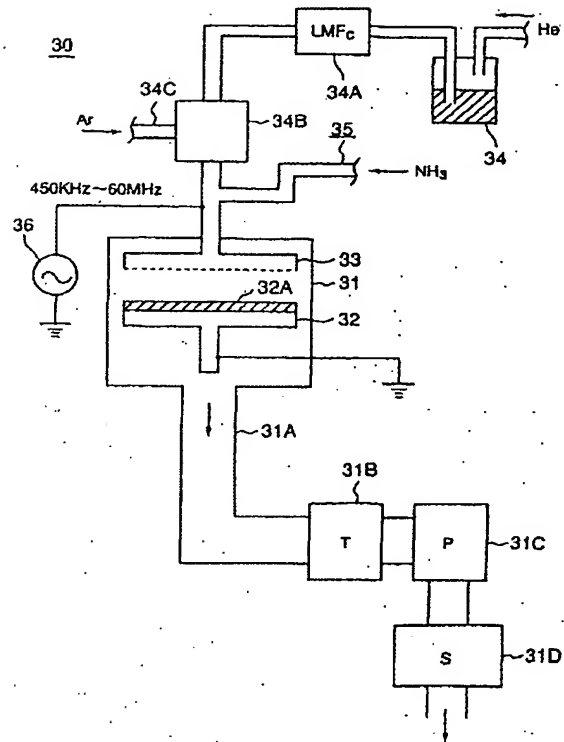 30
LMFc
He
34A
34C
Ar
34B
34
35
NH3
450KHz~60MHz
36
33
31
32A
32
31A
31B
T
P
31C
S
31D